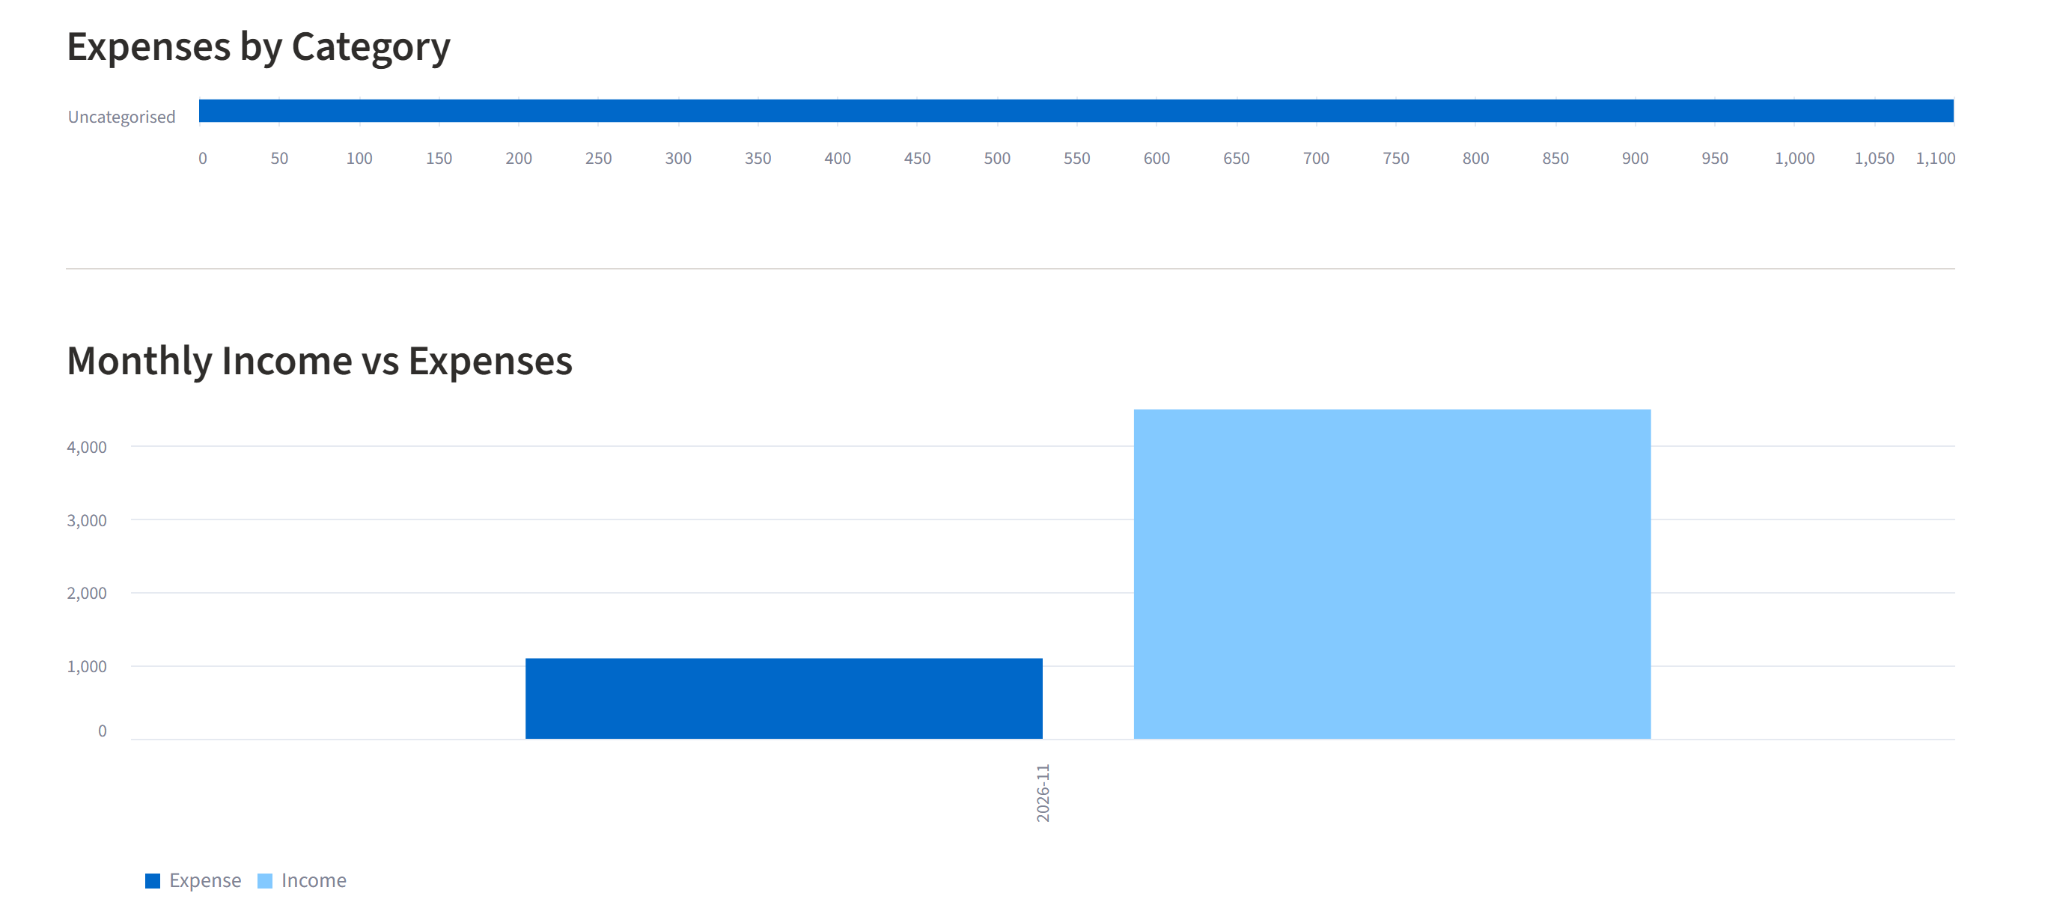 Expenses by Category
Uncategorised
0 50 100 150 200 250 300 350 400 450 500 550 600 650 700 750 800 850 900 950 1,000 1,050 1,100
Monthly Income vs Expenses
4,000
3,000
2,000
1,000
0
2026-11
Expense Income